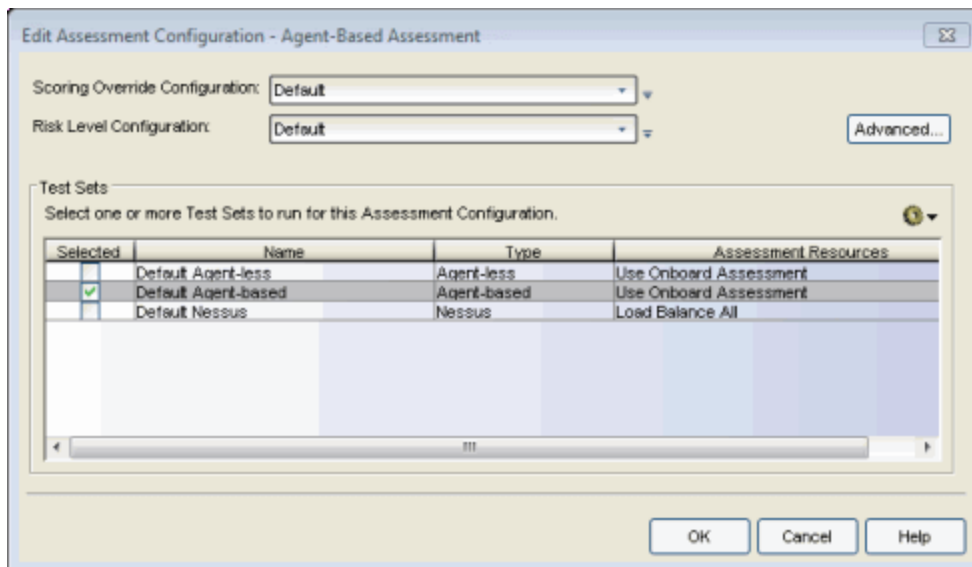 Edit Assessment Configuration - Agent-Based Assessment
Scoring Override Configuration: Default
Risk Level Configuration: Default Advanced...
Test Sets
Select one or more Test Sets to run for this Assessment Configuration.
Selected Name Type Assessment Resources
Default Agent-less Agent-less Use Onboard Assessment
Default Agent-based Agent-based Use Onboard Assessment
Default Nessus Nessus Load Balance All
OK Cancel Help